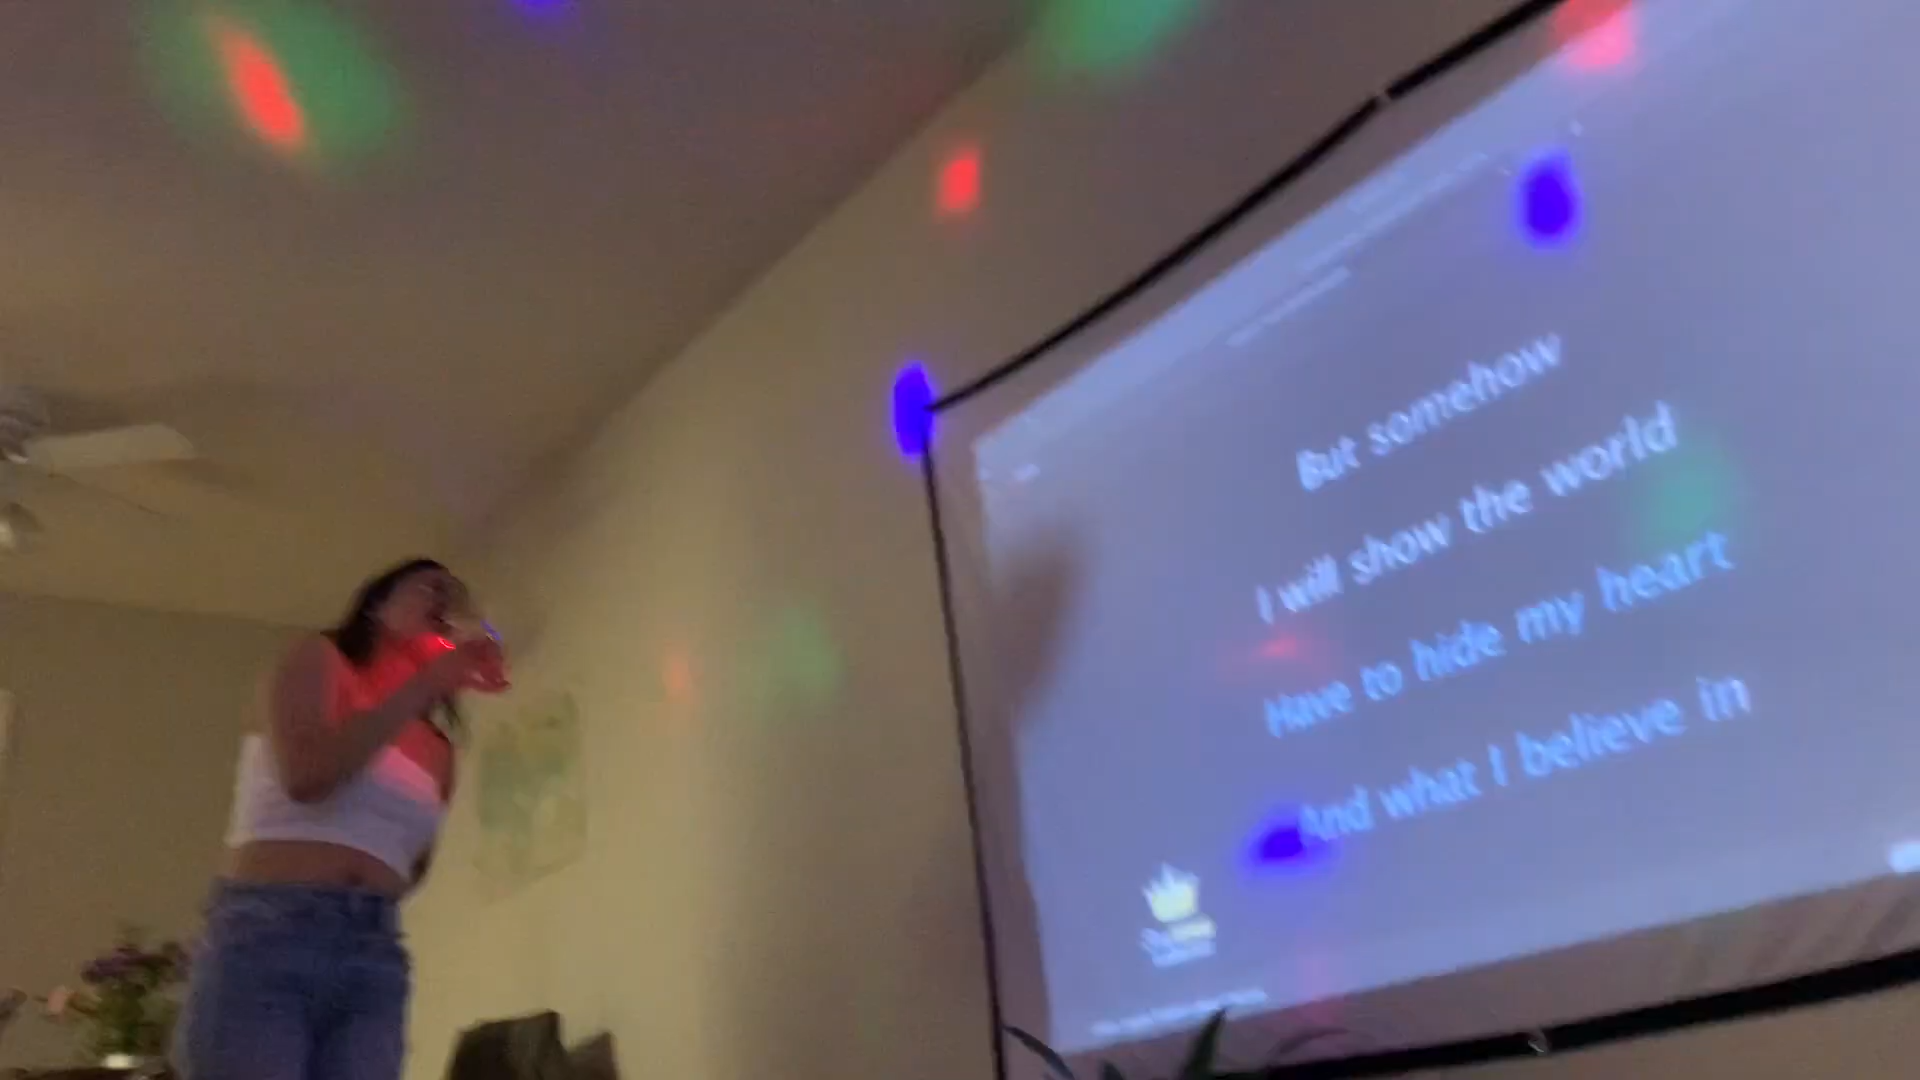 But somehow
I will show the world
Have to hide my heart
And what I believe in